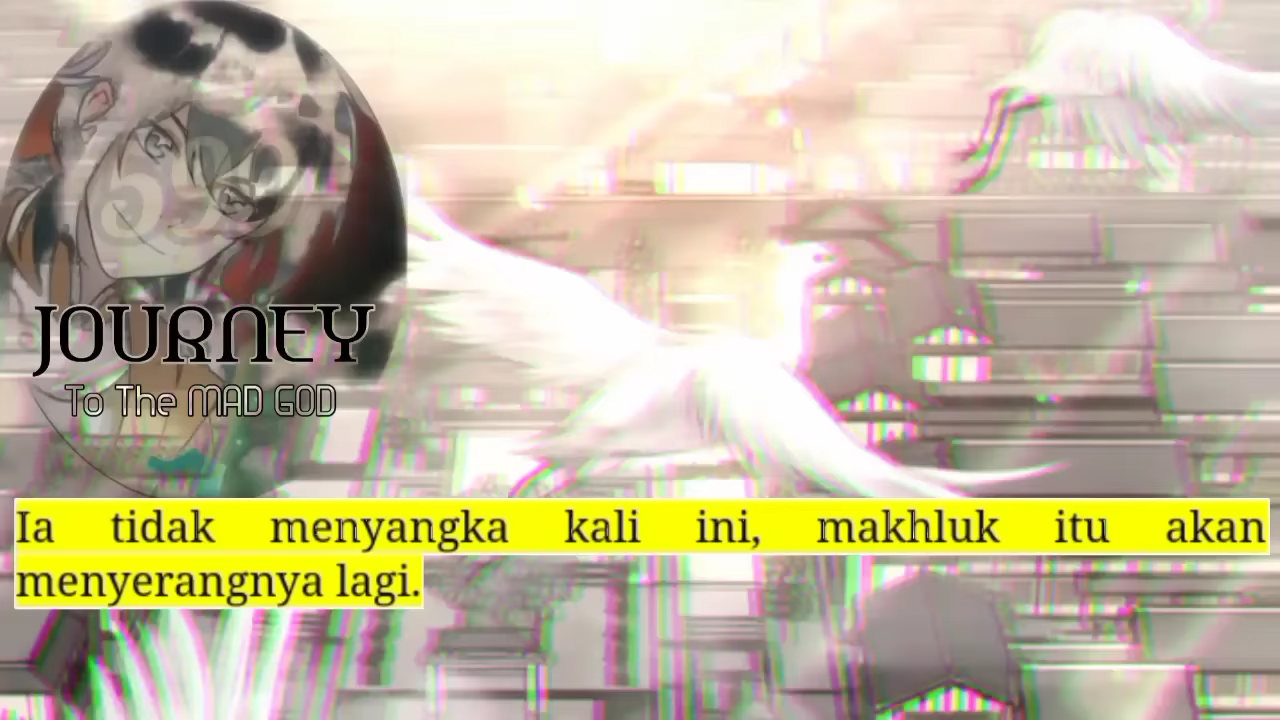 JOURNEY
To The MAD GOD
Ia tidak menyangka kali ini, makhluk itu akan
menyerangnya lagi.